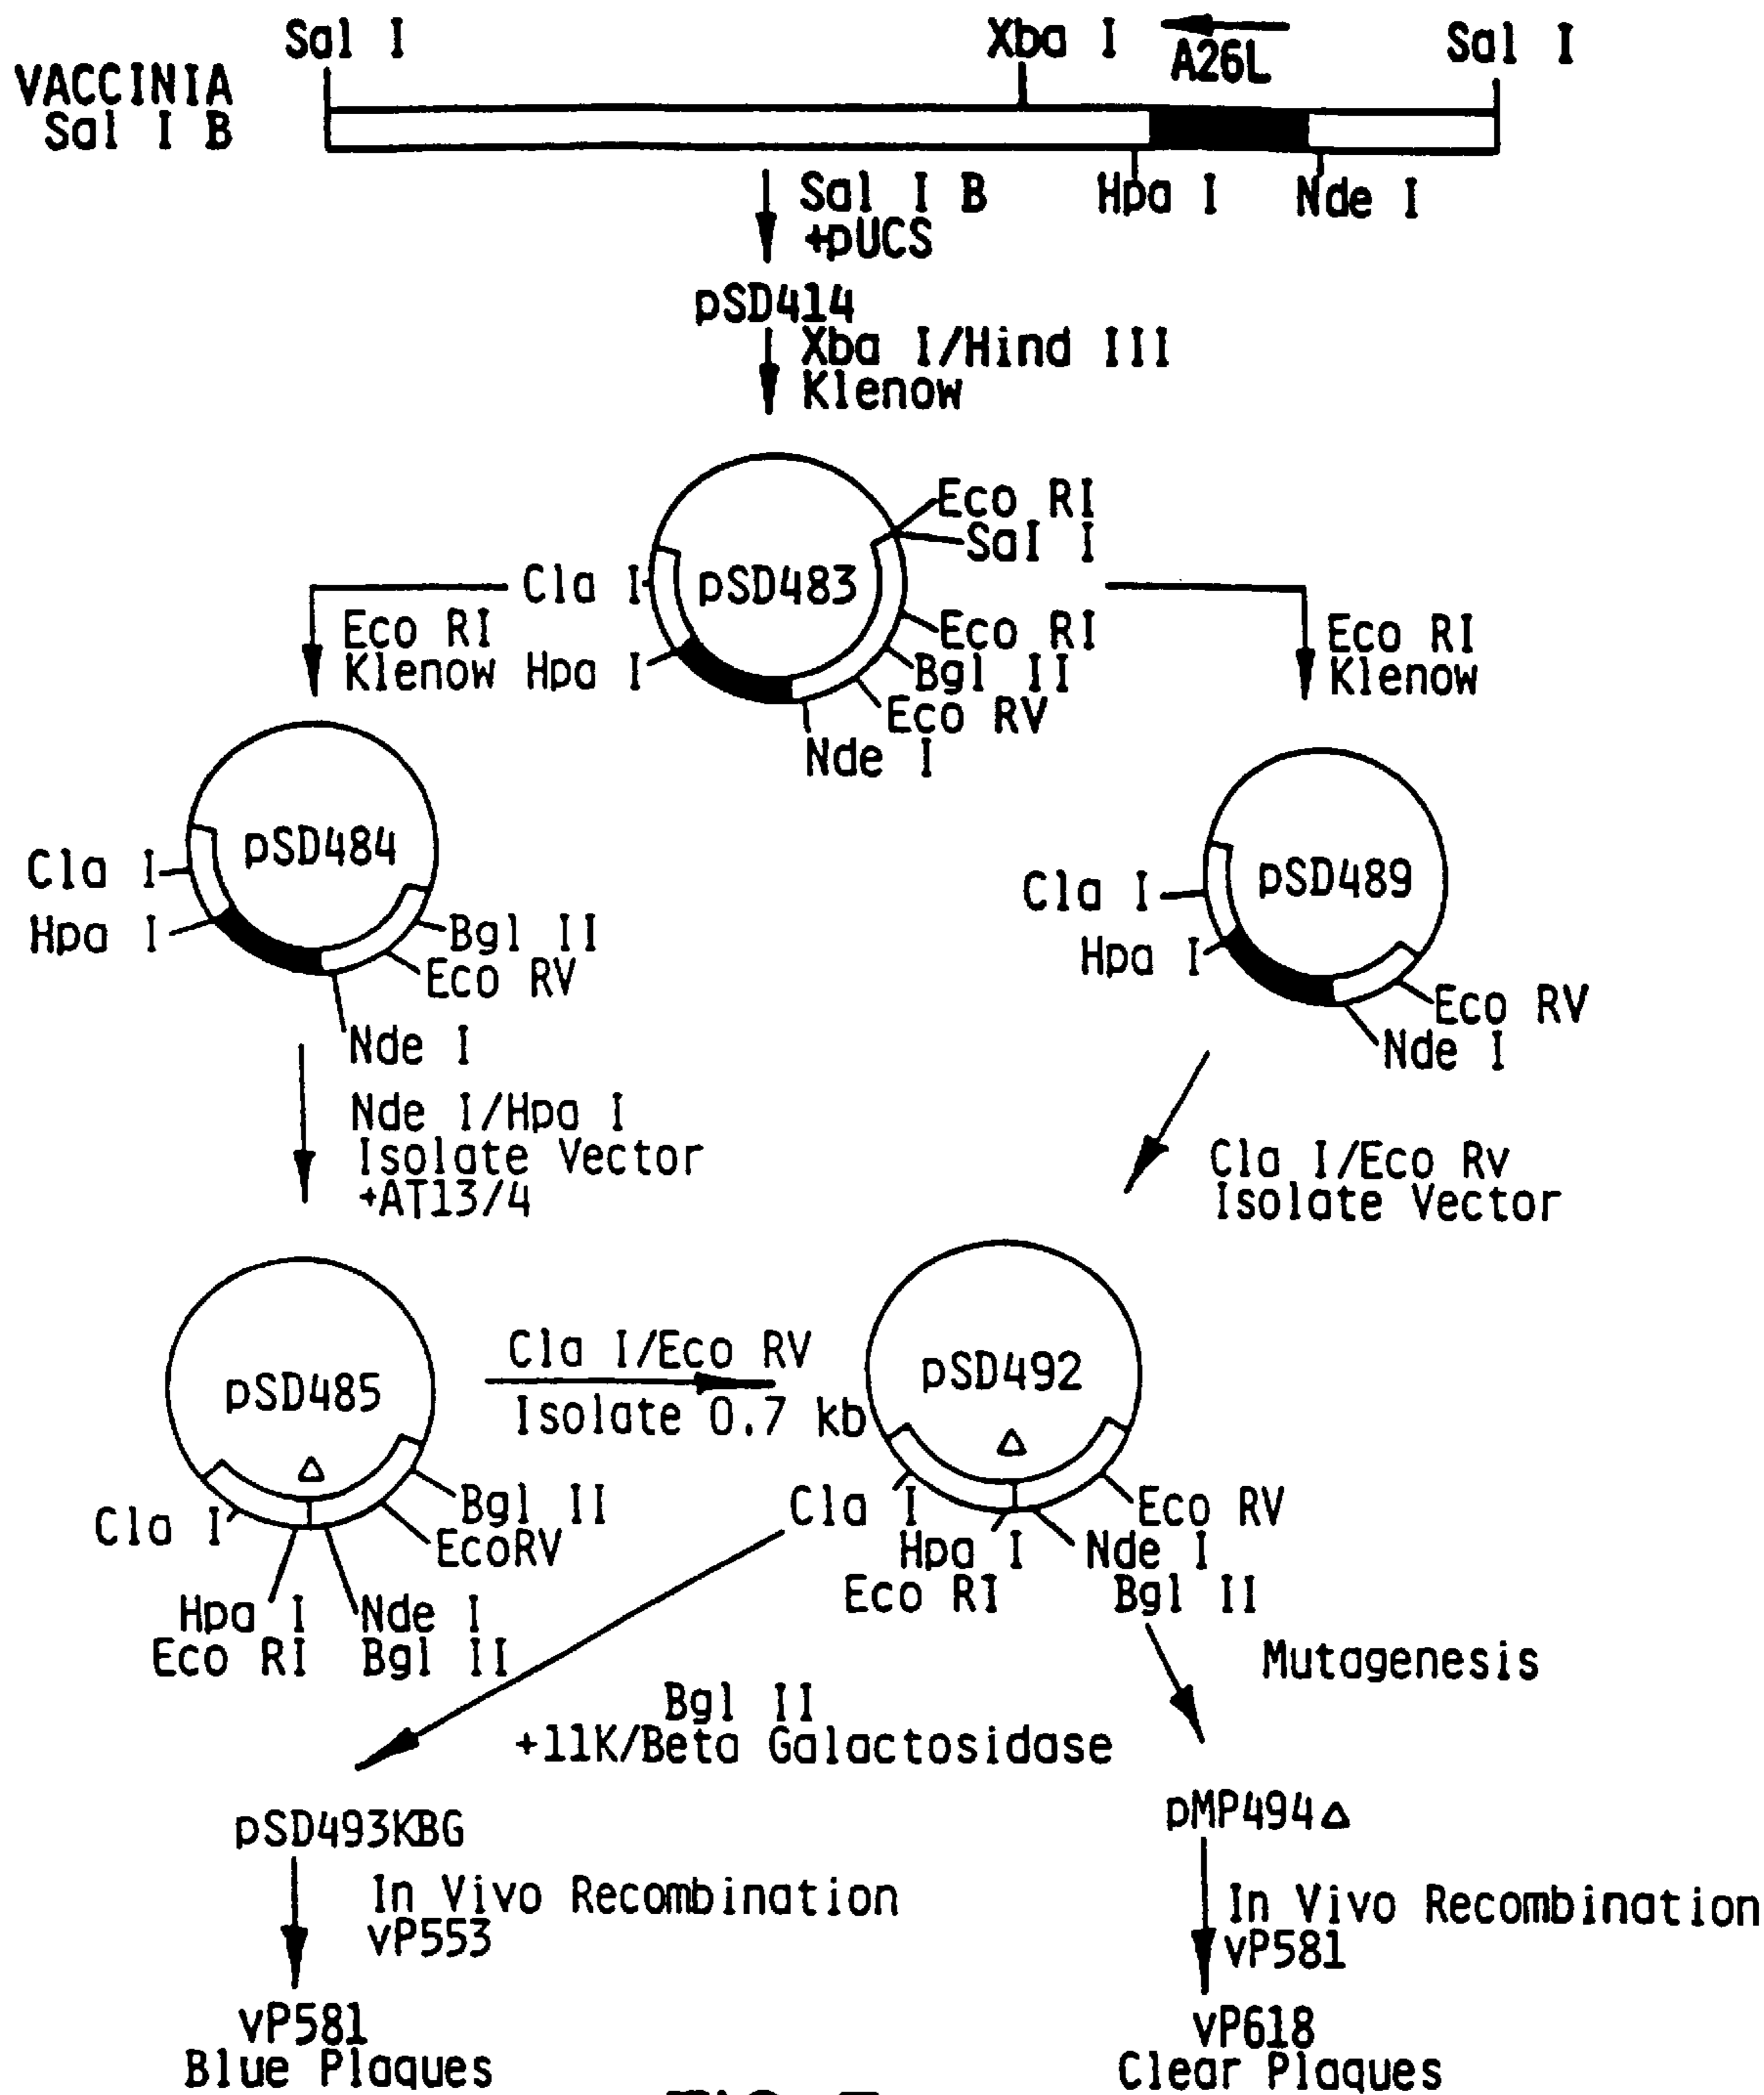 Sal I
Xba I
A26L
Sal I
VACCINIA
Sal I B
Hpa I
Nde I
Sal I B
+pUCS
pSD414
Xba I/Hind III
Klenow
Eco RI
SaI I
Cla I
pSD483
Eco RI
Klenow
Hpa I
Eco RI
Bgl II
Eco RV
Nde I
Eco RI
Klenow
pSD484
Cla I
Hpa I
Bgl II
Eco RV
Nde I
pSD489
Cla I
Hpa I
Eco RV
Nde I
Nde I/Hpa I
Isolate Vector
+AT13/4
Cla I/Eco Rv
Isolate Vector
pSD485
Cla I/Eco RV
Isolate 0.7 kb
pSD492
Cla I
Bgl II
EcoRV
Hpa I
Nde I
Eco RI
Bgl II
Cla I
Eco RV
Hpa I
Nde I
Eco RI
Bgl II
Mutagenesis
Bgl II
+11K/Beta Galactosidase
pSD493KBG
pMP494Δ
In Vivo Recombination
vP553
In Vivo Recombination
vP581
vP581
Blue Plaques
vP618
Clear Plaques